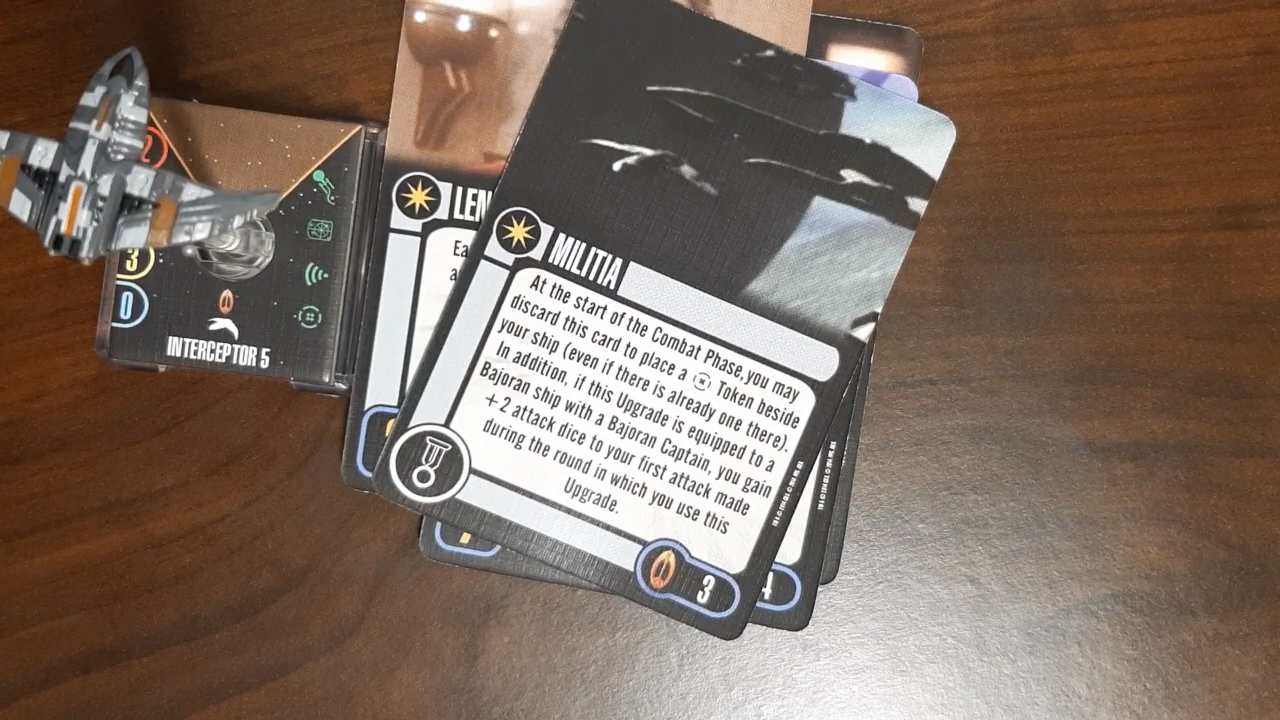 2
3
0
INTERCEPTOR 5
LEN
Ea
a
MILITIA
At the start of the Combat Phase, you may
discard this card to place a Token beside
your ship (even if there is already one there).
In addition, if this Upgrade is equipped to a
Bajoran ship with a Bajoran Captain, you gain
+2 attack dice to your first attack made
during the round in which you use this
Upgrade.
3
4